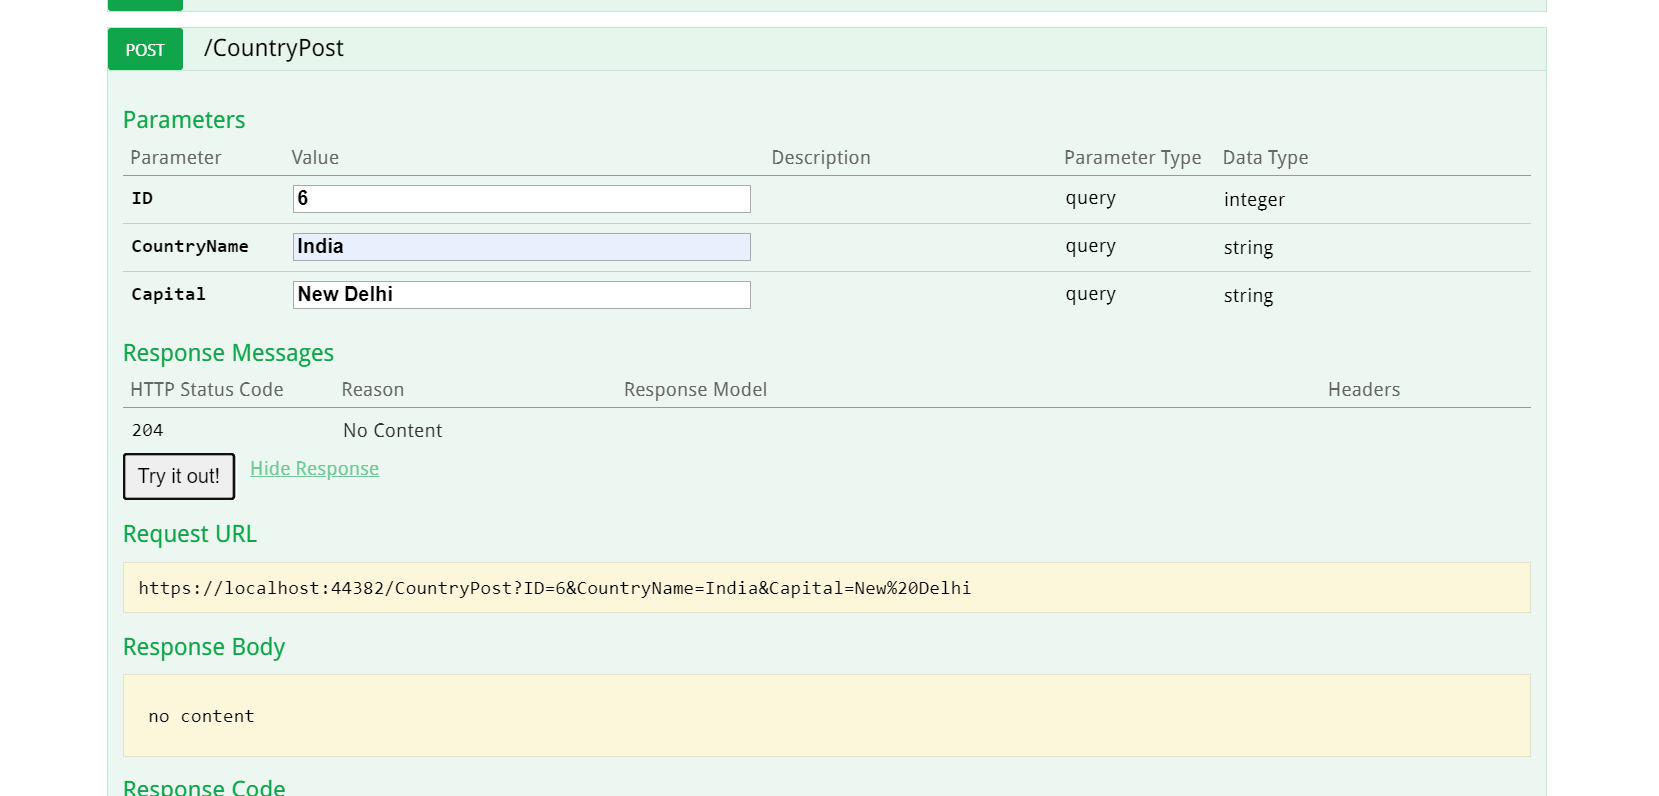 POST /CountryPost
Parameters
Parameter Value Description Parameter Type Data Type
ID 6 query integer
CountryName India query string
Capital New Delhi query string
Response Messages
HTTP Status Code Reason Response Model Headers
204 No Content
Try it out! Hide Response
Request URL
https://localhost:44382/CountryPost?ID=6&CountryName=India&Capital=New%20Delhi
Response Body
no content
Response Code